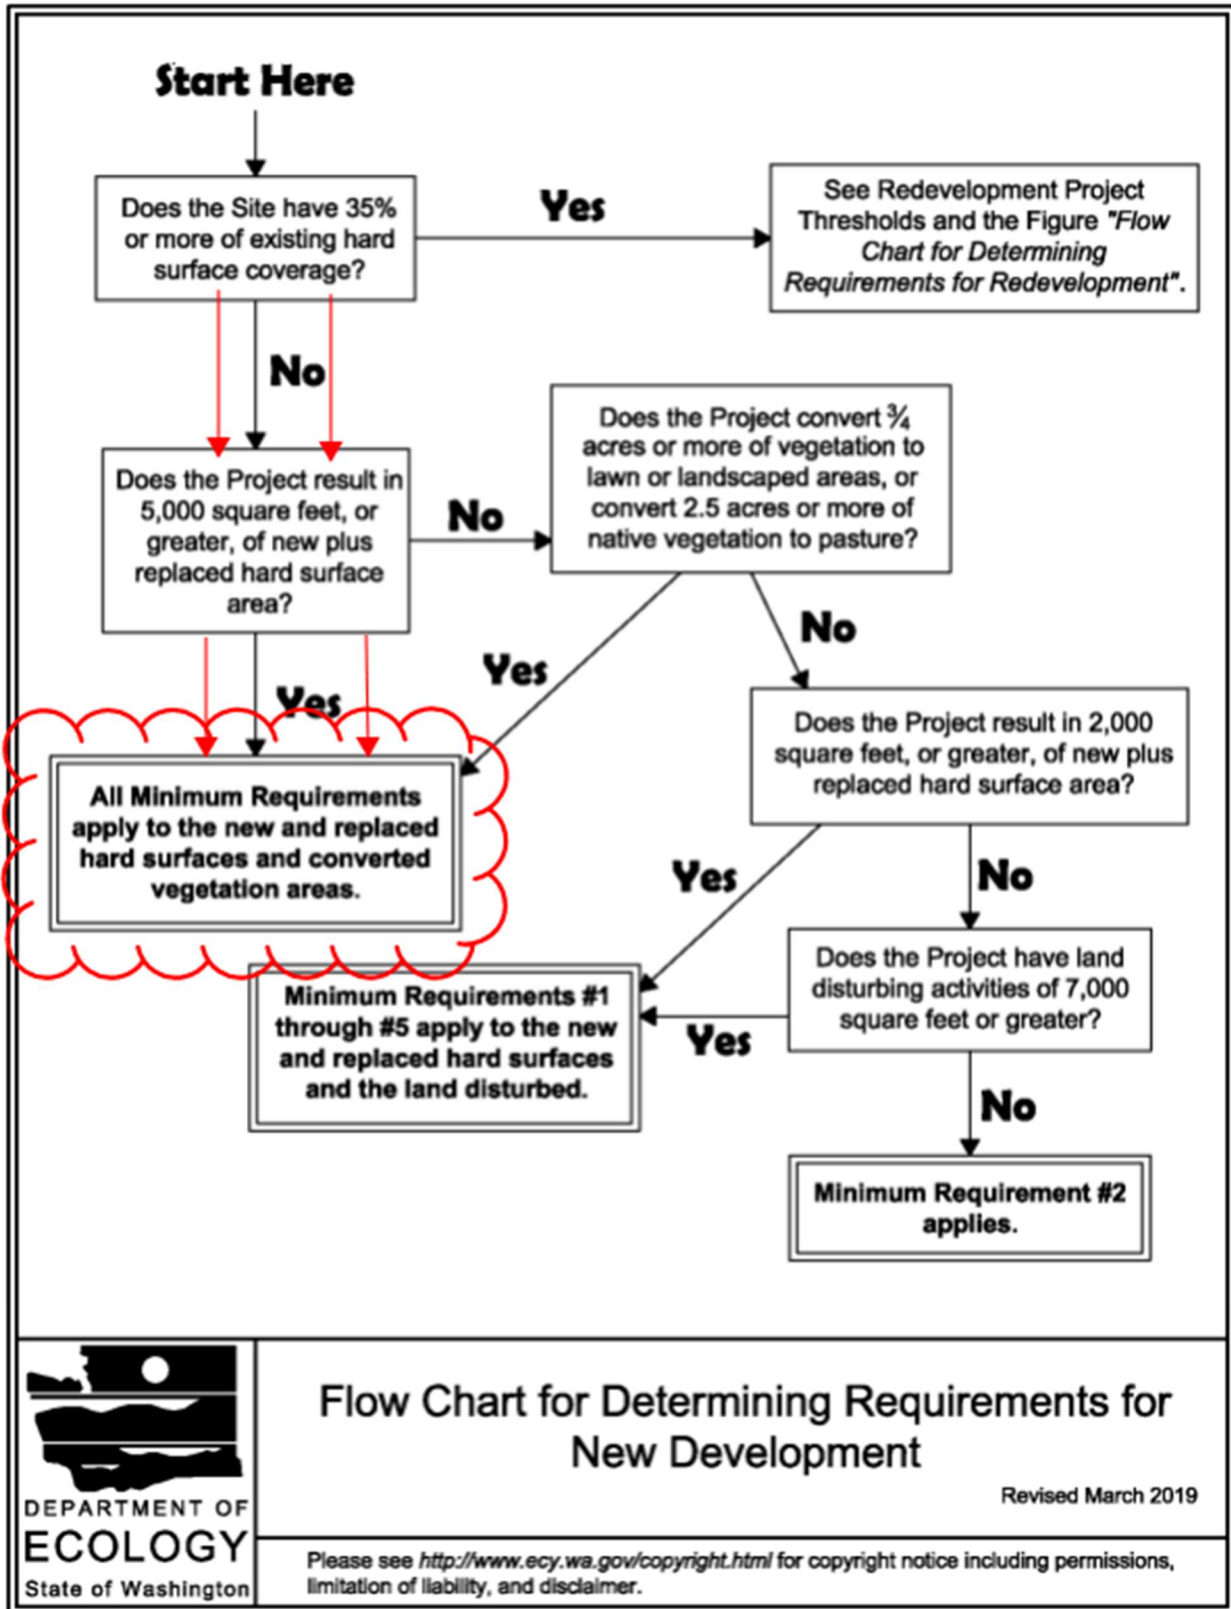 Start Here
Does the Site have 35%
or more of existing hard
surface coverage?
Yes
See Redevelopment Project
Thresholds and the Figure "Flow
Chart for Determining
Requirements for Redevelopment".
No
Does the Project result in
5,000 square feet, or
greater, of new plus
replaced hard surface
area?
No
Does the Project convert ¾
acres or more of vegetation to
lawn or landscaped areas, or
convert 2.5 acres or more of
native vegetation to pasture?
Yes
Yes
No
All Minimum Requirements
apply to the new and replaced
hard surfaces and converted
vegetation areas.
Does the Project result in 2,000
square feet, or greater, of new plus
replaced hard surface area?
Yes
No
Minimum Requirements #1
through #5 apply to the new
and replaced hard surfaces
and the land disturbed.
Yes
Does the Project have land
disturbing activities of 7,000
square feet or greater?
No
Minimum Requirement #2
applies.
DEPARTMENT OF
ECOLOGY
State of Washington
Flow Chart for Determining Requirements for
New Development
Revised March 2019
Please see http://www.ecy.wa.gov/copyright.html for copyright notice including permissions,
limitation of liability, and disclaimer.